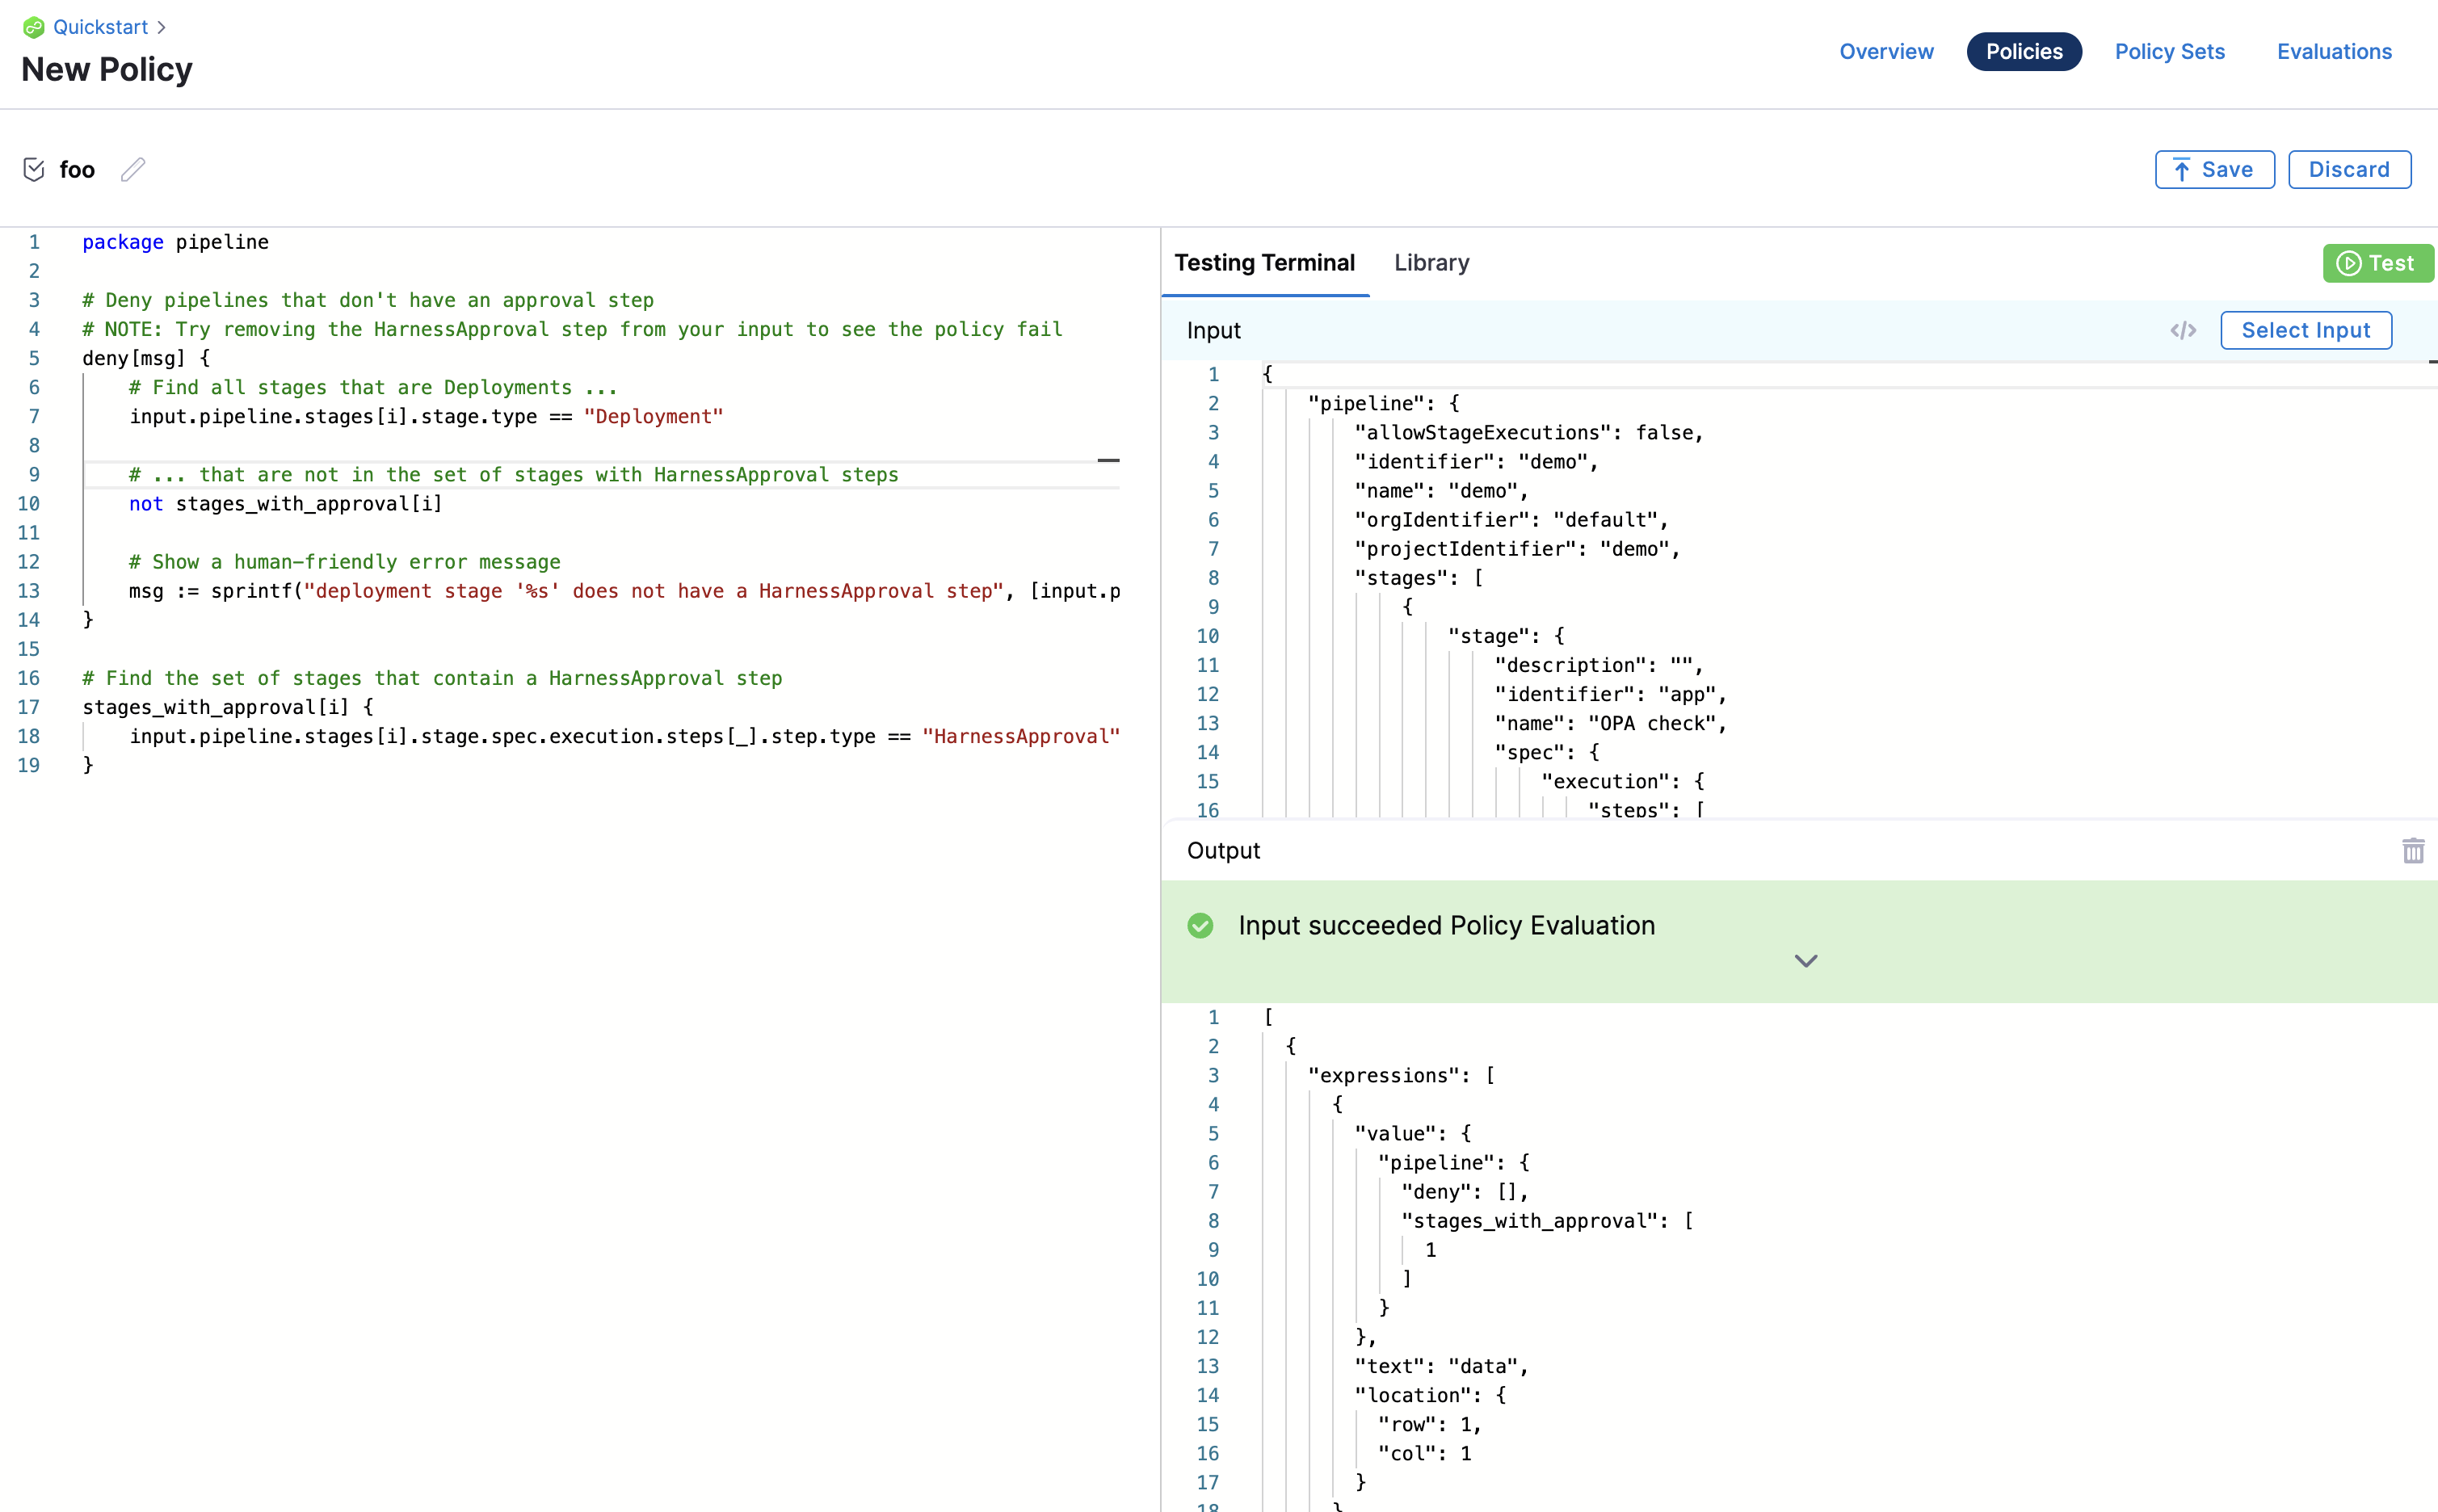 Quickstart
New Policy
Overview
Policies
Policy Sets
Evaluations
foo
Save
Discard
1 package pipeline
2
3 # Deny pipelines that don't have an approval step
4 # NOTE: Try removing the HarnessApproval step from your input to see the policy fail
5 deny[msg] {
6 # Find all stages that are Deployments ...
7 input.pipeline.stages[i].stage.type == "Deployment"
8
9 # ... that are not in the set of stages with HarnessApproval steps
10 not stages_with_approval[i]
11
12 # Show a human-friendly error message
13 msg := sprintf("deployment stage '%s' does not have a HarnessApproval step", [input.p
14 }
15
16 # Find the set of stages that contain a HarnessApproval step
17 stages_with_approval[i] {
18 input.pipeline.stages[i].stage.spec.execution.steps[_].step.type == "HarnessApproval"
19 }
Testing Terminal
Library
Test
Input
</>
Select Input
1 {
2 "pipeline": {
3 "allowStageExecutions": false,
4 "identifier": "demo",
5 "name": "demo",
6 "orgIdentifier": "default",
7 "projectIdentifier": "demo",
8 "stages": [
9 {
10 "stage": {
11 "description": "",
12 "identifier": "app",
13 "name": "OPA check",
14 "spec": {
15 "execution": {
16 "steps": [
Output
Input succeeded Policy Evaluation
1 [
2 {
3 "expressions": [
4 {
5 "value": {
6 "pipeline": {
7 "deny": [],
8 "stages_with_approval": [
9 1
10 ]
11 }
12 },
13 "text": "data",
14 "location": {
15 "row": 1,
16 "col": 1
17 }
18 }